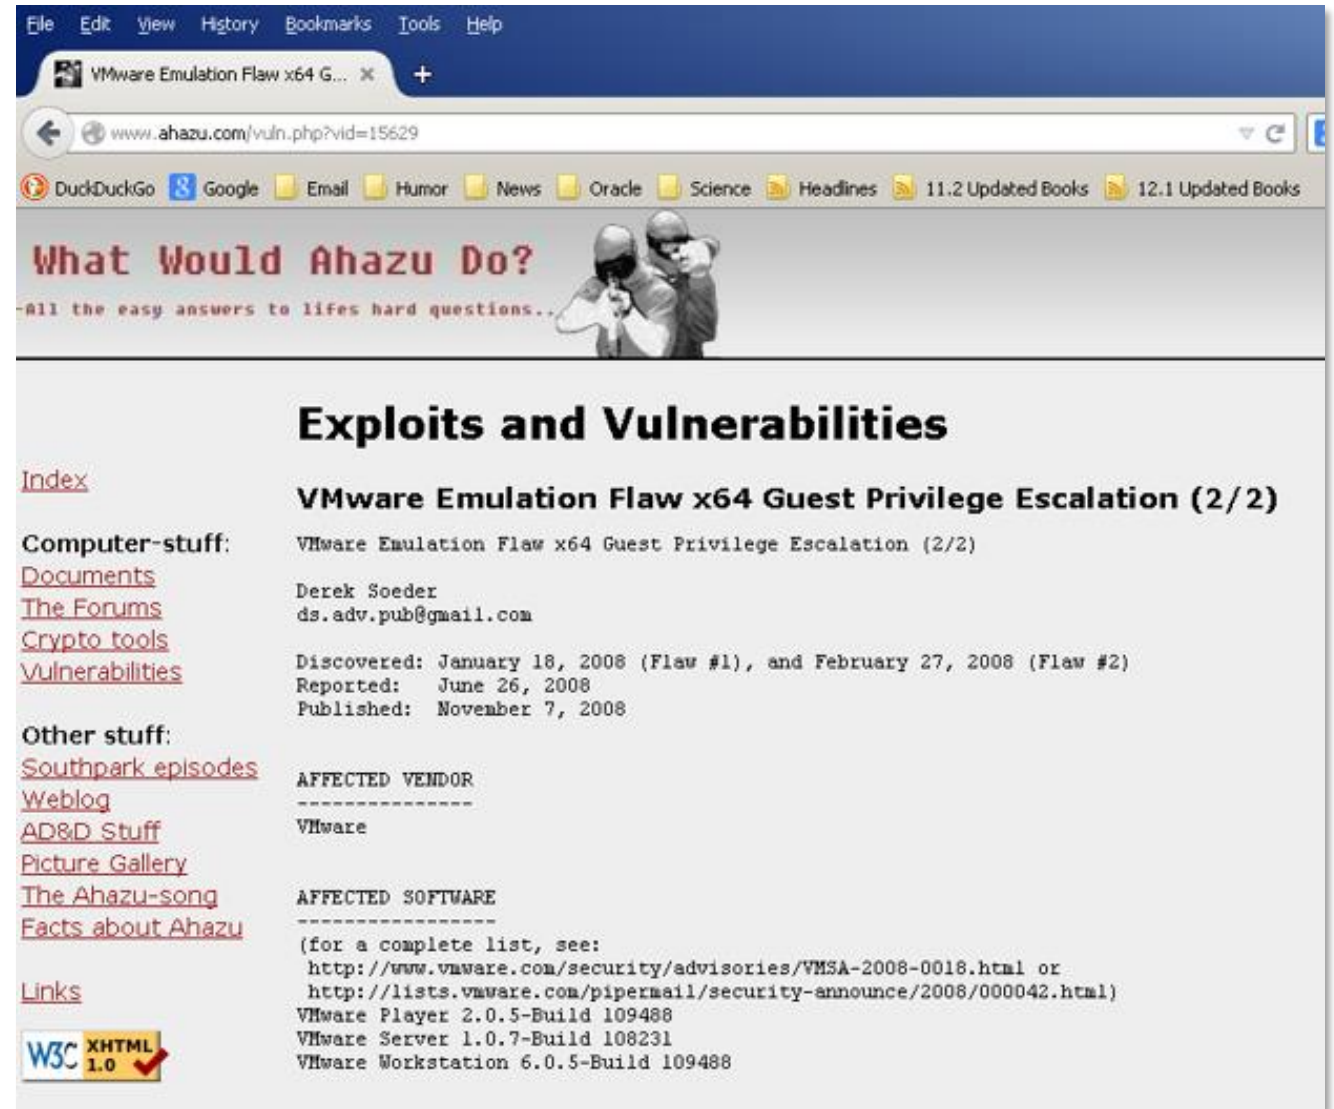 File Edit View History Bookmarks Tools Help
VMware Emulation Flaw x64 G... × +
www.ahazu.com/vuln.php?vid=15629
DuckDuckGo Google Email Humor News Oracle Science Headlines 11.2 Updated Books 12.1 Updated Books
What Would Ahazu Do?
-All the easy answers to lifes hard questions..
Exploits and Vulnerabilities
Index
VMware Emulation Flaw x64 Guest Privilege Escalation (2/2)
Computer-stuff:
Documents
The Forums
Crypto tools
Vulnerabilities
Other stuff:
Southpark episodes
Weblog
AD&D Stuff
Picture Gallery
The Ahazu-song
Facts about Ahazu
Links
W3C XHTML 1.0
VMware Emulation Flaw x64 Guest Privilege Escalation (2/2)
Derek Soeder
ds.adv.pub@gmail.com
Discovered: January 18, 2008 (Flaw #1), and February 27, 2008 (Flaw #2)
Reported: June 26, 2008
Published: November 7, 2008
AFFECTED VENDOR
---------------
VMware
AFFECTED SOFTWARE
-----------------
(for a complete list, see:
http://www.vmware.com/security/advisories/VMSA-2008-0018.html or
http://lists.vmware.com/pipermail/security-announce/2008/000042.html)
VMware Player 2.0.5-Build 109488
VMware Server 1.0.7-Build 108231
VMware Workstation 6.0.5-Build 109488